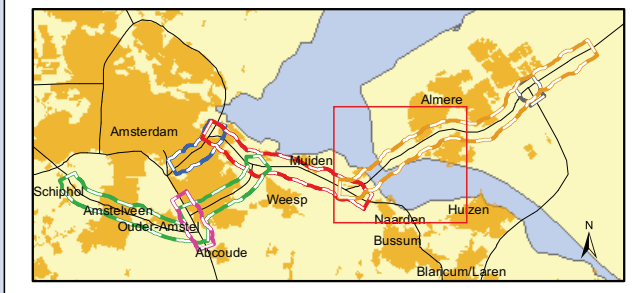 Almere
Amsterdam
Muiden
Schiphol
Weesp
Amstelveen
Huizen
Naarden
Ouder-Amstel
Bussum
N
Abcoude
Blaricum/Laren